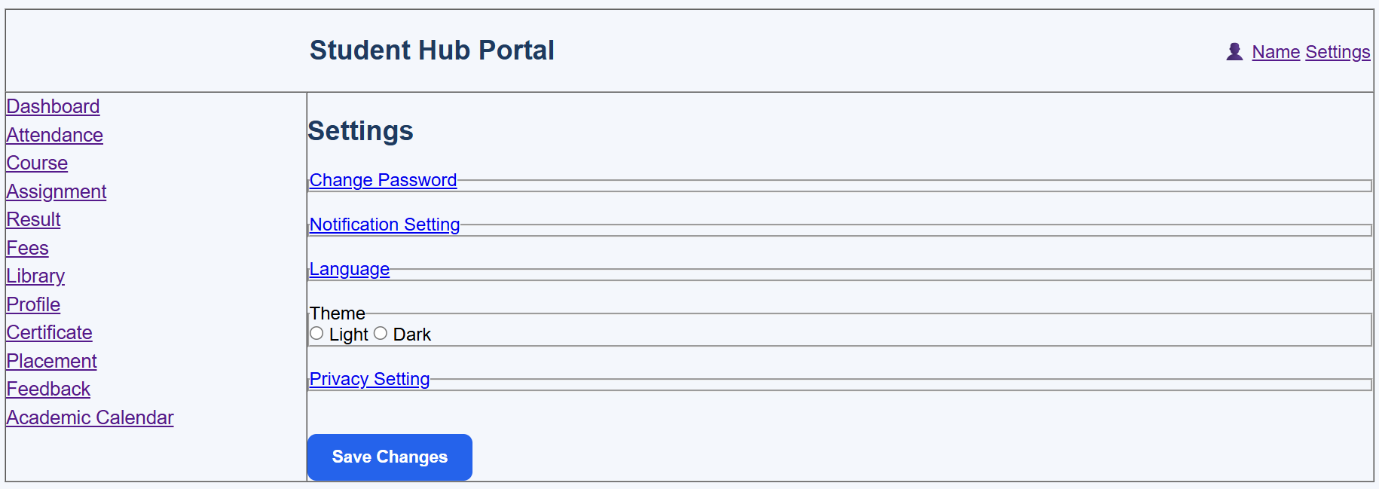 Student Hub Portal
Name Settings
Dashboard
Attendance
Course
Assignment
Result
Fees
Library
Profile
Certificate
Placement
Feedback
Academic Calendar
Settings
Change Password
Notification Setting
Language
Theme
Light Dark
Privacy Setting
Save Changes